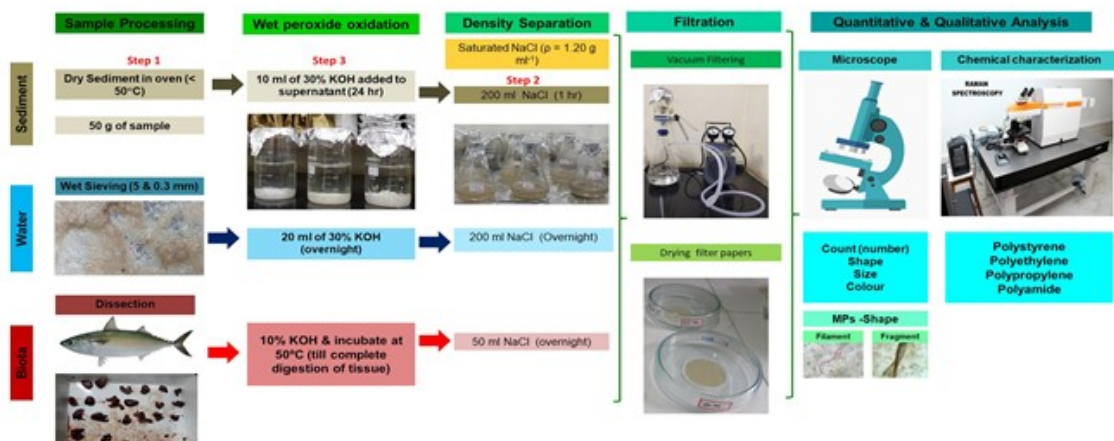 Sample Processing
Wet peroxide oxidation
Density Separation
Filtration
Quantitative & Qualitative Analysis
Sediment
Step 1
Dry Sediment in oven (<
50°C)
50 g of sample
Step 3
10 ml of 30% KOH added to
supernatant (24 hr)
Saturated NaCl (ρ = 1.20 g
ml⁻¹)
Step 2
200 ml NaCl (1 hr)
Vacuum Filtering
Microscope
Chemical characterization
RAMAN
SPECTROSCOPY
Water
Wet Sieving (5 & 0.3 mm)
20 ml of 30% KOH
(overnight)
200 NaCl (Overnight)
Drying filter papers
Count (number)
Shape
Size
Colour
Polystyrene
Polyethylene
Polypropylene
Polyamide
Biota
Dissection
10% KOH & incubate at
50°C (till complete
digestion of tissue)
50 ml NaCl (overnight)
MPs -Shape
Filament
Fragment